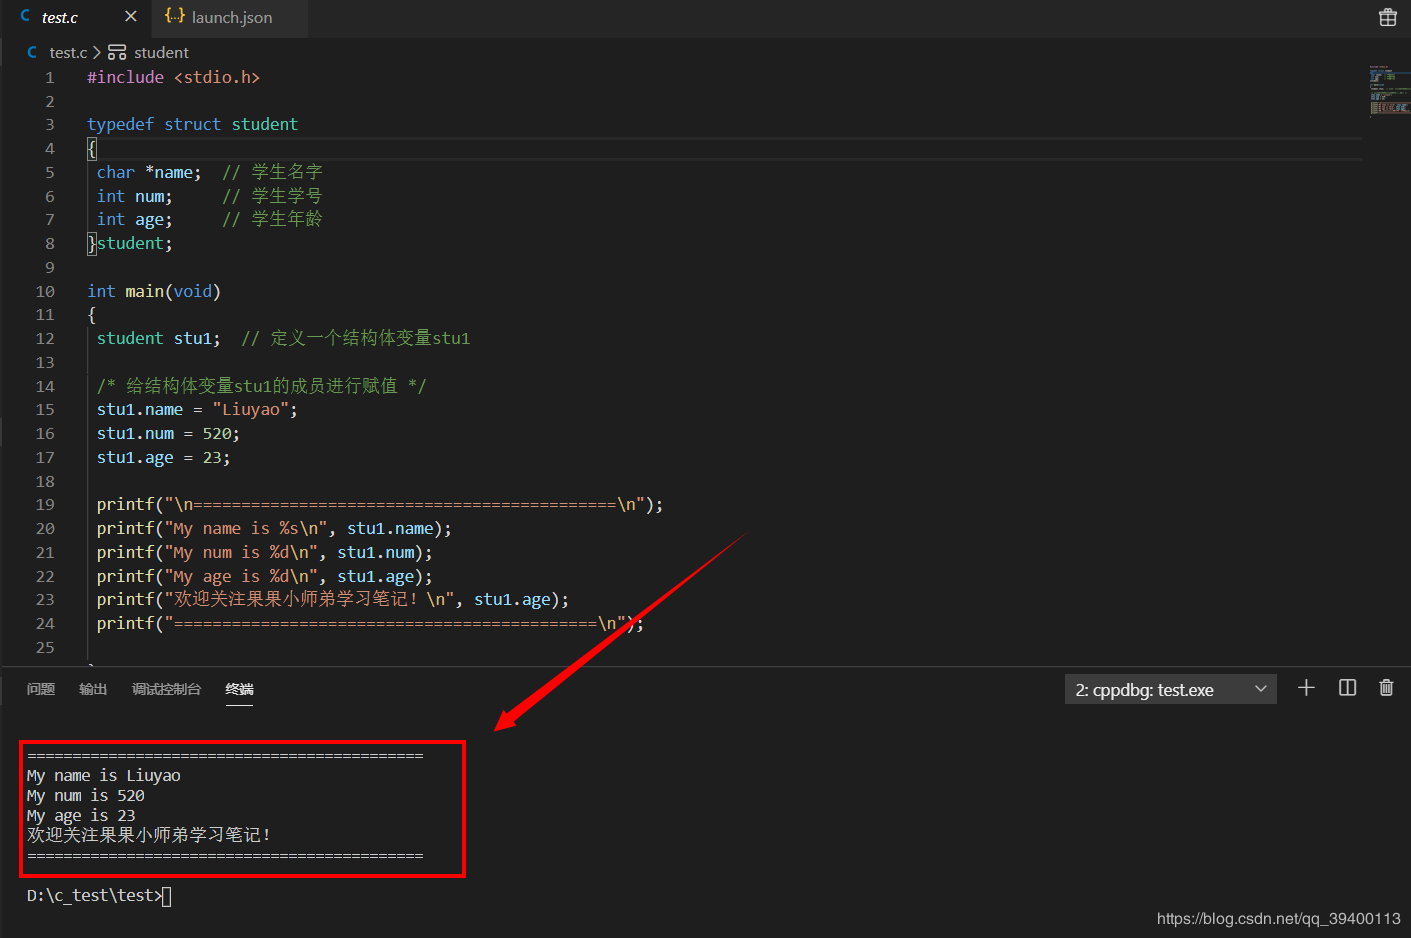 test.c
launch.json
test.c > student
1 #include <stdio.h>
2
3 typedef struct student
4 {
5 char *name; // 学生名字
6 int num; // 学生学号
7 int age; // 学生年龄
8 }student;
9
10 int main(void)
11 {
12 student stu1; // 定义一个结构体变量stu1
13
14 /* 给结构体变量stu1的成员进行赋值 */
15 stu1.name = "Liuyao";
16 stu1.num = 520;
17 stu1.age = 23;
18
19 printf("\n============================================\n");
20 printf("My name is %s\n", stu1.name);
21 printf("My num is %d\n", stu1.num);
22 printf("My age is %d\n", stu1.age);
23 printf("欢迎关注果果小师弟学习笔记！\n", stu1.age);
24 printf("============================================\n");
25
问题 输出 调试控制台 终端
2: cppdbg: test.exe
============================================
My name is Liuyao
My num is 520
My age is 23
欢迎关注果果小师弟学习笔记！
============================================
D:\c_test\test>
https://blog.csdn.net/qq_39400113